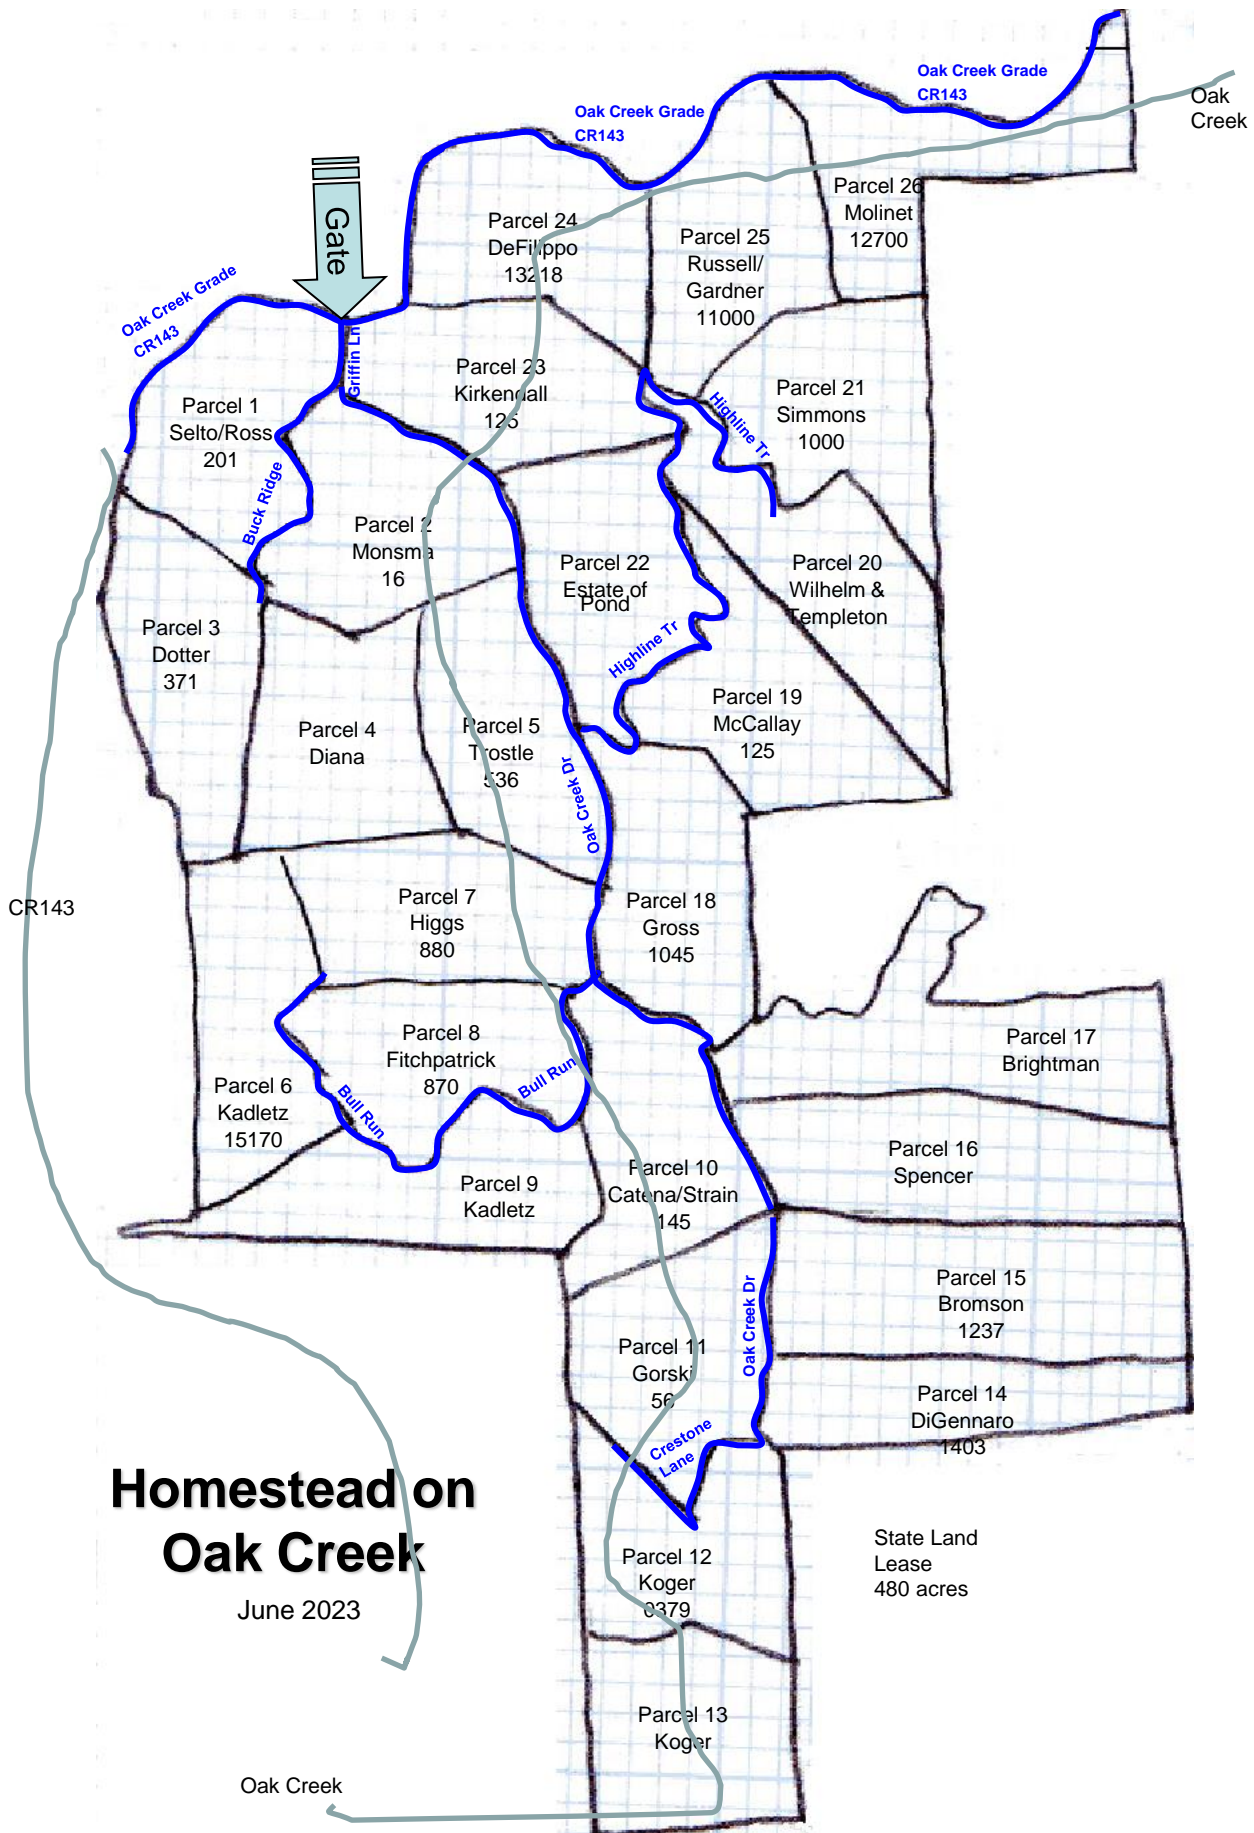 Oak Creek Grade
CR143
Oak
Creek
Oak Creek Grade
CR143
Parcel 26
Molinet
12700
Parcel 24
DeFilippo
13218
Parcel 25
Russell/
Gardner
11000
Gate
Oak Creek Grade
CR143
Griffin Ln
Parcel 23
Kirkendall
125
Parcel 21
Simmons
1000
Highline Tr
Parcel 1
Selto/Ross
201
Buck Ridge
Parcel 2
Monsma
16
Parcel 22
Estate of
Pond
Parcel 20
Wilhelm &
Templeton
Parcel 3
Dotter
371
Highline Tr
Parcel 19
McCallay
125
Parcel 4
Diana
Parcel 5
Trostle
536
Oak Creek Dr
CR143
Parcel 7
Higgs
880
Parcel 18
Gross
1045
Parcel 8
Fitchpatrick
870
Bull Run
Bull Run
Parcel 17
Brightman
Parcel 6
Kadletz
15170
Parcel 16
Spencer
Parcel 9
Kadletz
Parcel 10
Catena/Strain
145
Parcel 15
Bromson
1237
Oak Creek Dr
Parcel 11
Gorski
56
Parcel 14
DiGennaro
1403
Crestone
Lane
Homestead on
Oak Creek
June 2023
State Land
Lease
480 acres
Parcel 12
Koger
Parcel 13
Koger
Oak Creek